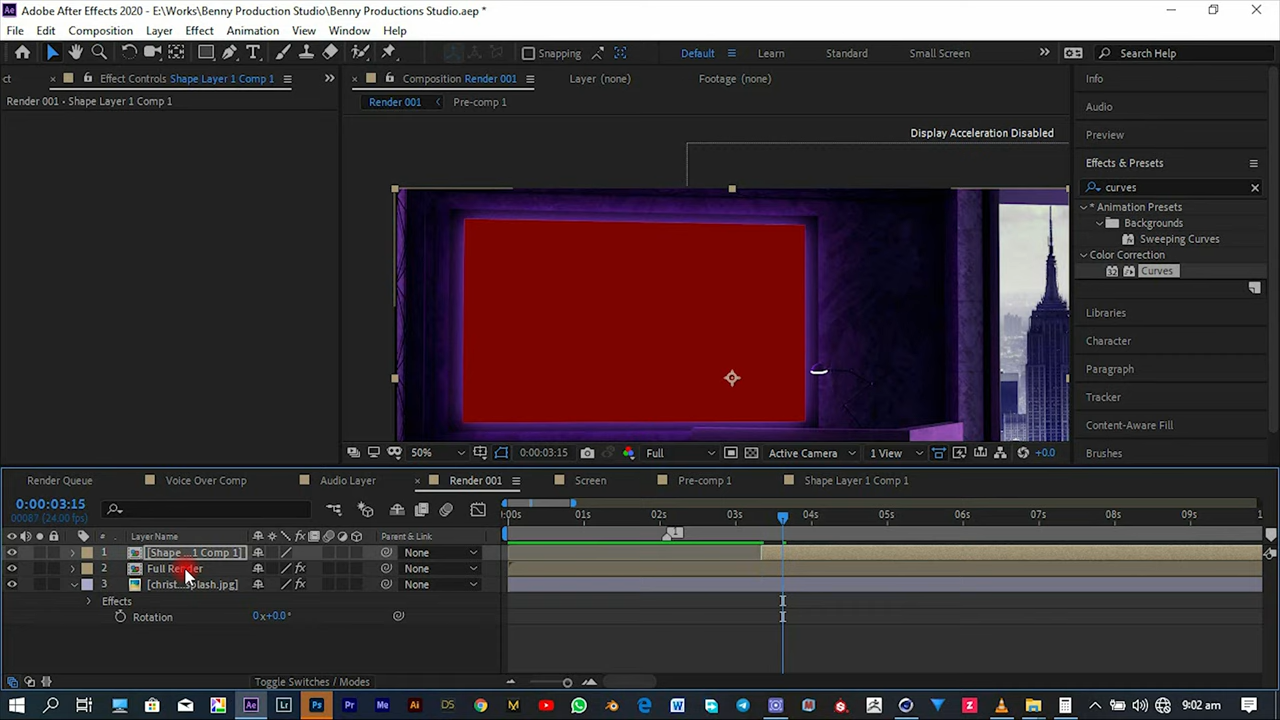 Adobe After Effects 2020 - E:\Works\Benny Production Studio\Benny Productions Studio.aep *
File Edit Composition Layer Effect Animation View Window Help
Snapping Default Learn Standard Small Screen Search Help
ct Effect Controls Shape Layer 1 Comp 1 Composition Render 001 Layer (none) Footage (none) Info
Render 001 • Shape Layer 1 Comp 1 Render 001 Pre-comp 1 Audio
Display Acceleration Disabled Preview
Effects & Presets
curves
* Animation Presets
Backgrounds
Sweeping Curves
Color Correction
Curves
Libraries
Character
Paragraph
Tracker
Content-Aware Fill
50% 0:00:03:15 Full Active Camera 1 View +0.0 Brushes
Render Queue Voice Over Comp Audio Layer Render 001 Screen Pre-comp 1 Shape Layer 1 Comp 1
0:00:03:15
00087 (24.00 fps) :00s 01s 02s 03s 04s 05s 06s 07s 08s 09s 10s
# Layer Name Parent & Link 1
1 [Shape ...1 Comp 1] None
2 Full Render None
3 [christ...splash.jpg] None
Effects
Rotation 0x+0.0°
Toggle Switches / Modes
9:02 am